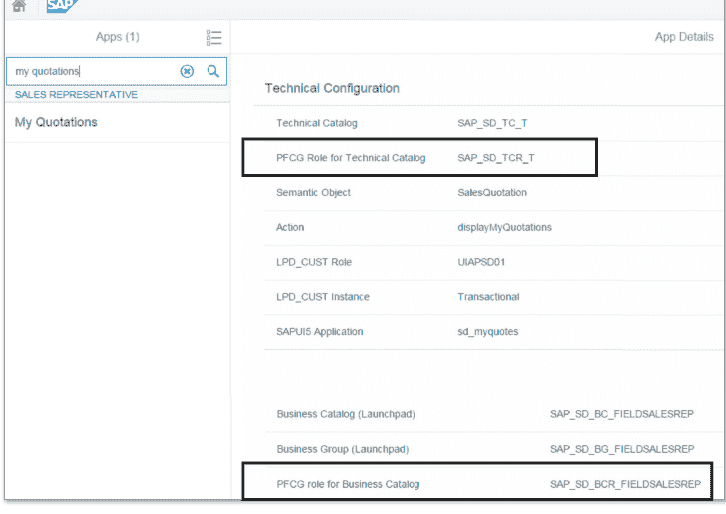 SAP
Apps (1)
App Details
my quotations
SALES REPRESENTATIVE
My Quotations
Technical Configuration
Technical Catalog SAP_SD_TC_T
PFCG Role for Technical Catalog SAP_SD_TCR_T
Semantic Object SalesQuotation
Action displayMyQuotations
LPD_CUST Role UIAPSD01
LPD_CUST Instance Transactional
SAPUI5 Application sd_myquotes
Business Catalog (Launchpad) SAP_SD_BC_FIELDSALESREP
Business Group (Launchpad) SAP_SD_BG_FIELDSALESREP
PFCG role for Business Catalog SAP_SD_BCR_FIELDSALESREP